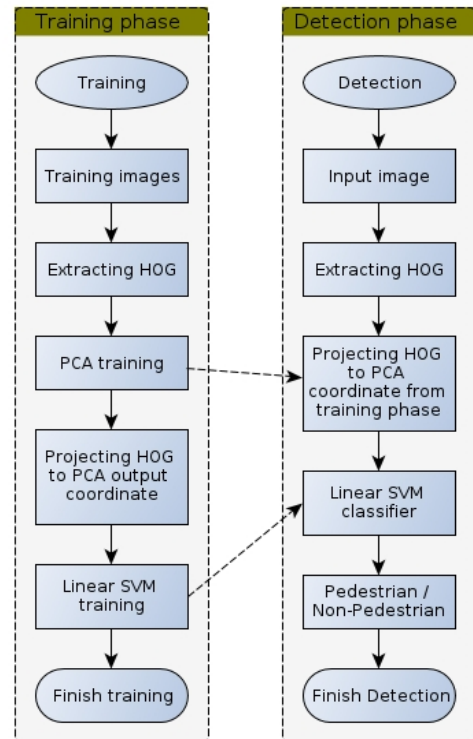 Training phase
Training
Training images
Extracting HOG
PCA training
Projecting HOG
to PCA output
coordinate
Linear SVM
training
Finish training
Detection phase
Detection
Input image
Extracting HOG
Projecting HOG
to PCA
coordinate from
training phase
Linear SVM
classifier
Pedestrian /
Non-Pedestrian
Finish Detection